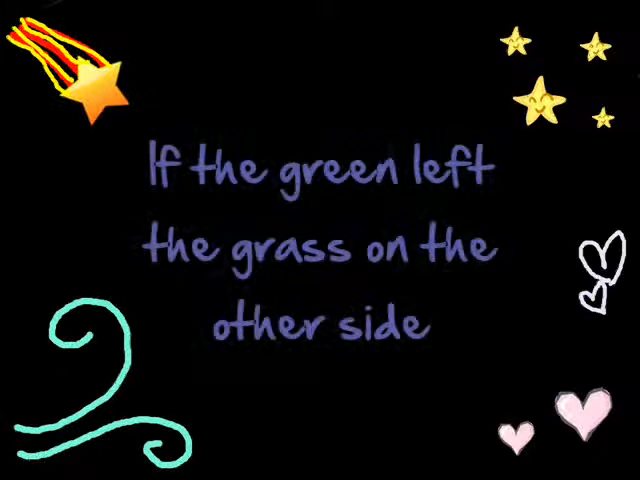 If the green left
the grass on the
other side